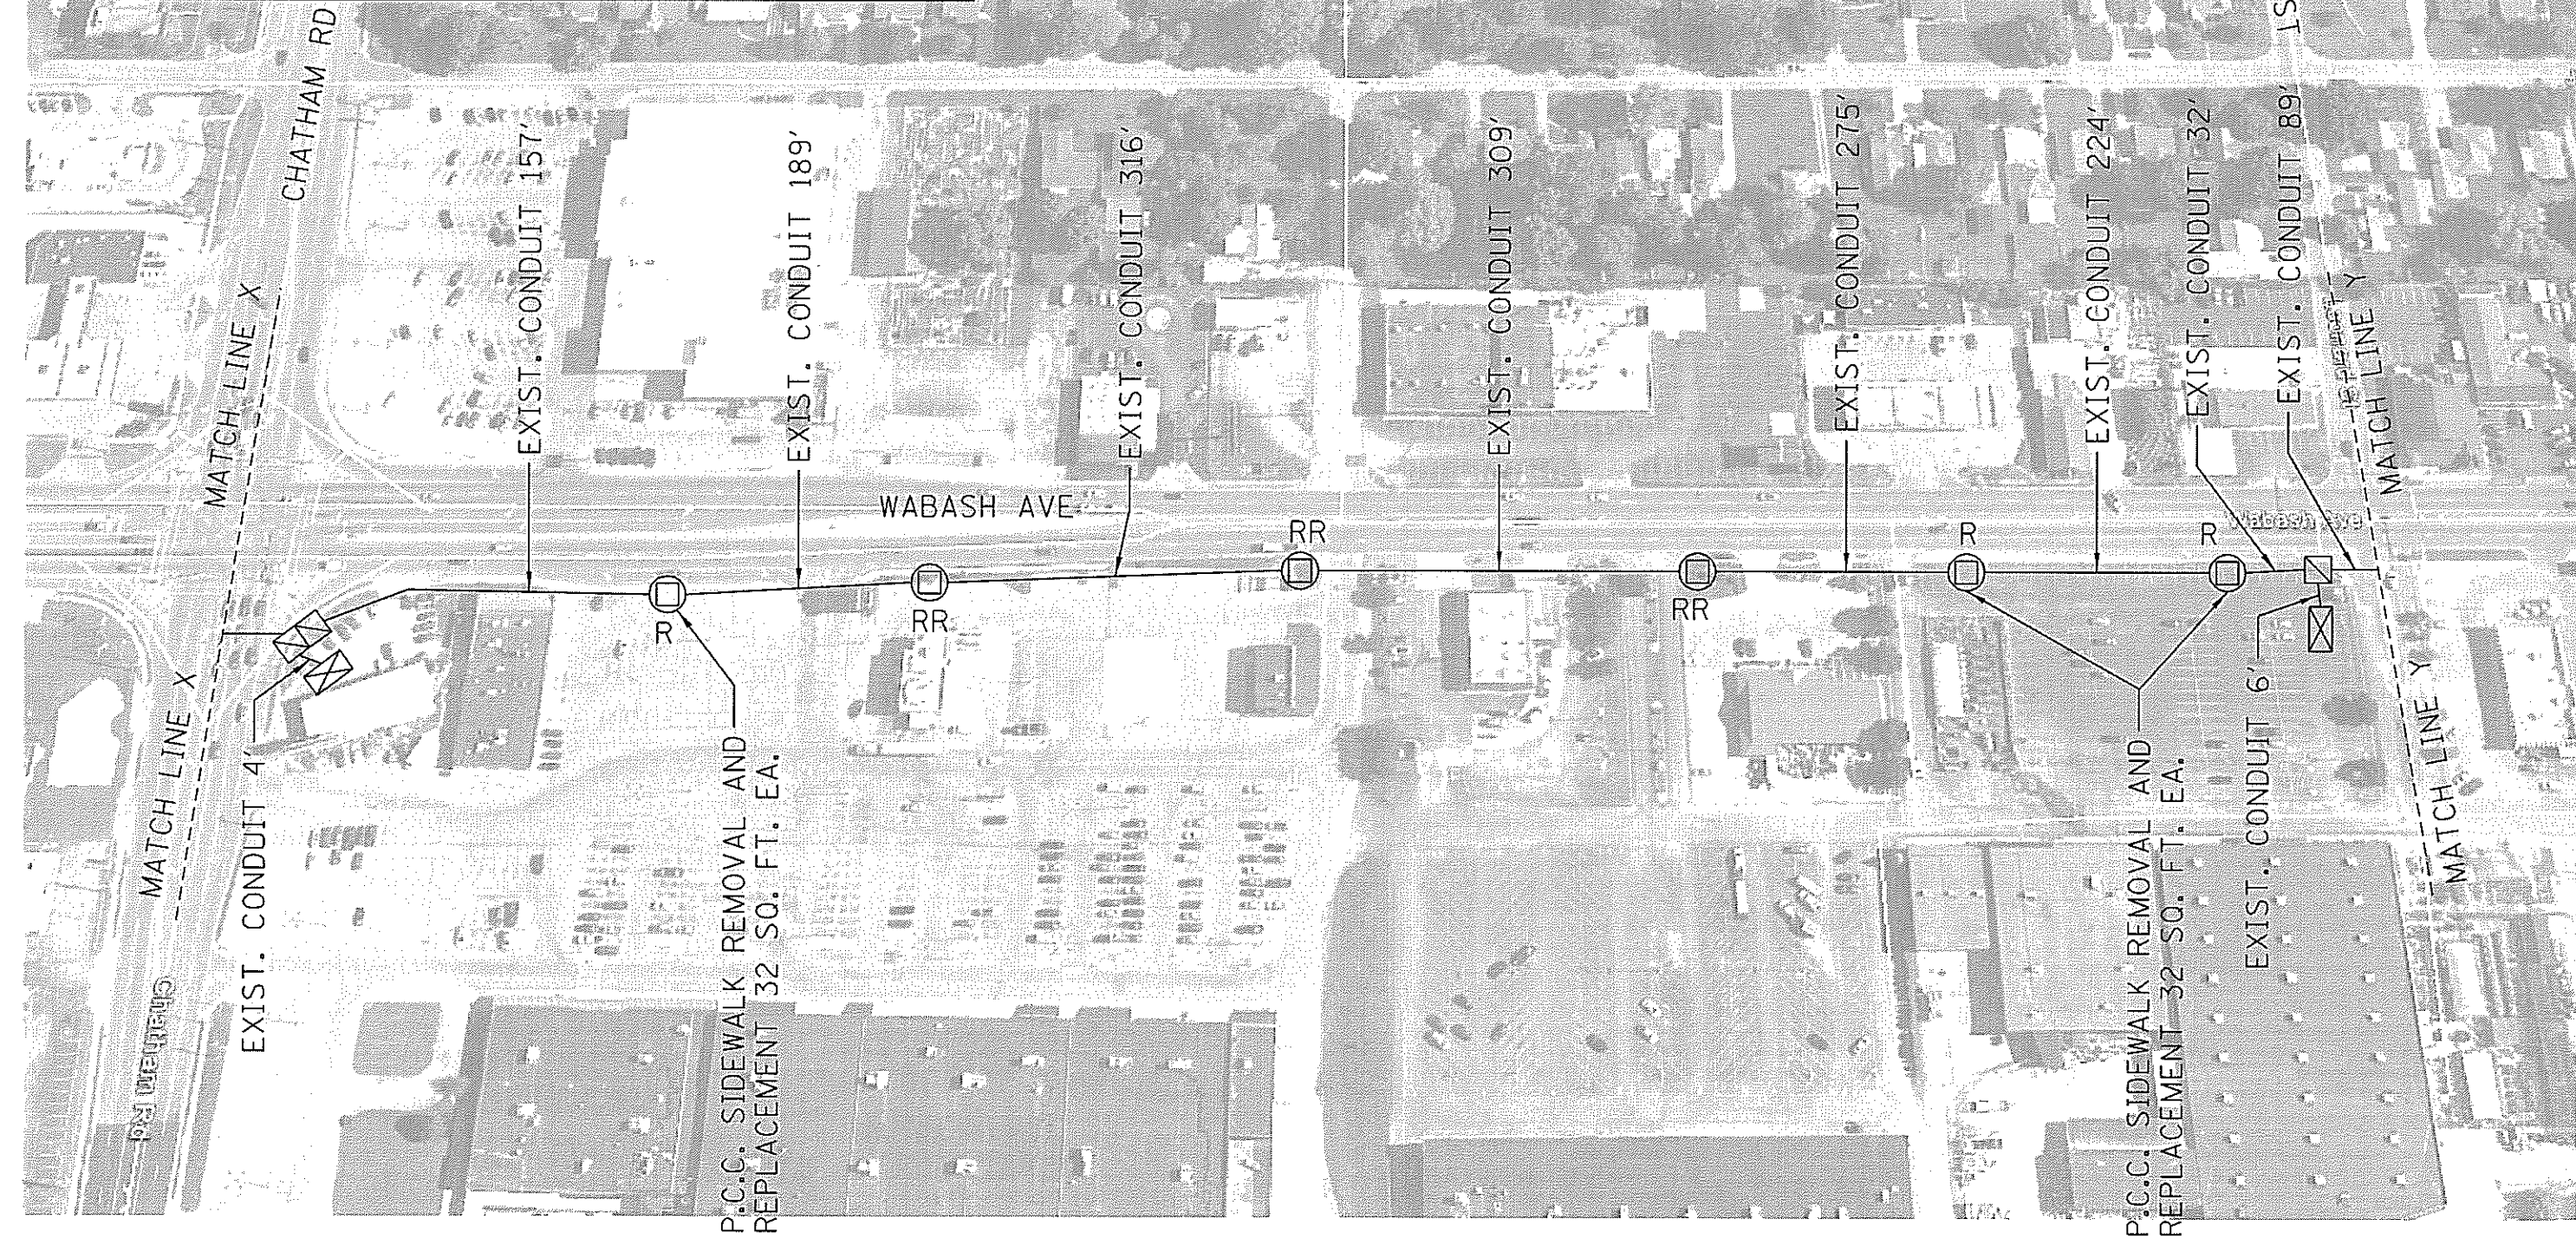 CHATHAM RD
MATCH LINE X
EXIST. CONDUIT 157'
EXIST. CONDUIT 189'
EXIST. CONDUIT 316'
EXIST. CONDUIT 309'
EXIST. CONDUIT 275'
EXIST. CONDUIT 224'
EXIST. CONDUIT 32'
EXIST. CONDUIT 89'
ST
MATCH LINE Y
WABASH AVE
Wabash Ave
RR
R
R
R
RR
RR
MATCH LINE X
EXIST. CONDUIT 4'
P.C.C. SIDEWALK REMOVAL AND
REPLACEMENT 32 SQ. FT. EA.
P.C.C. SIDEWALK REMOVAL AND
REPLACEMENT 32 SQ. FT. EA.
EXIST. CONDUIT 6'
MATCH LINE Y
Chatham Rd